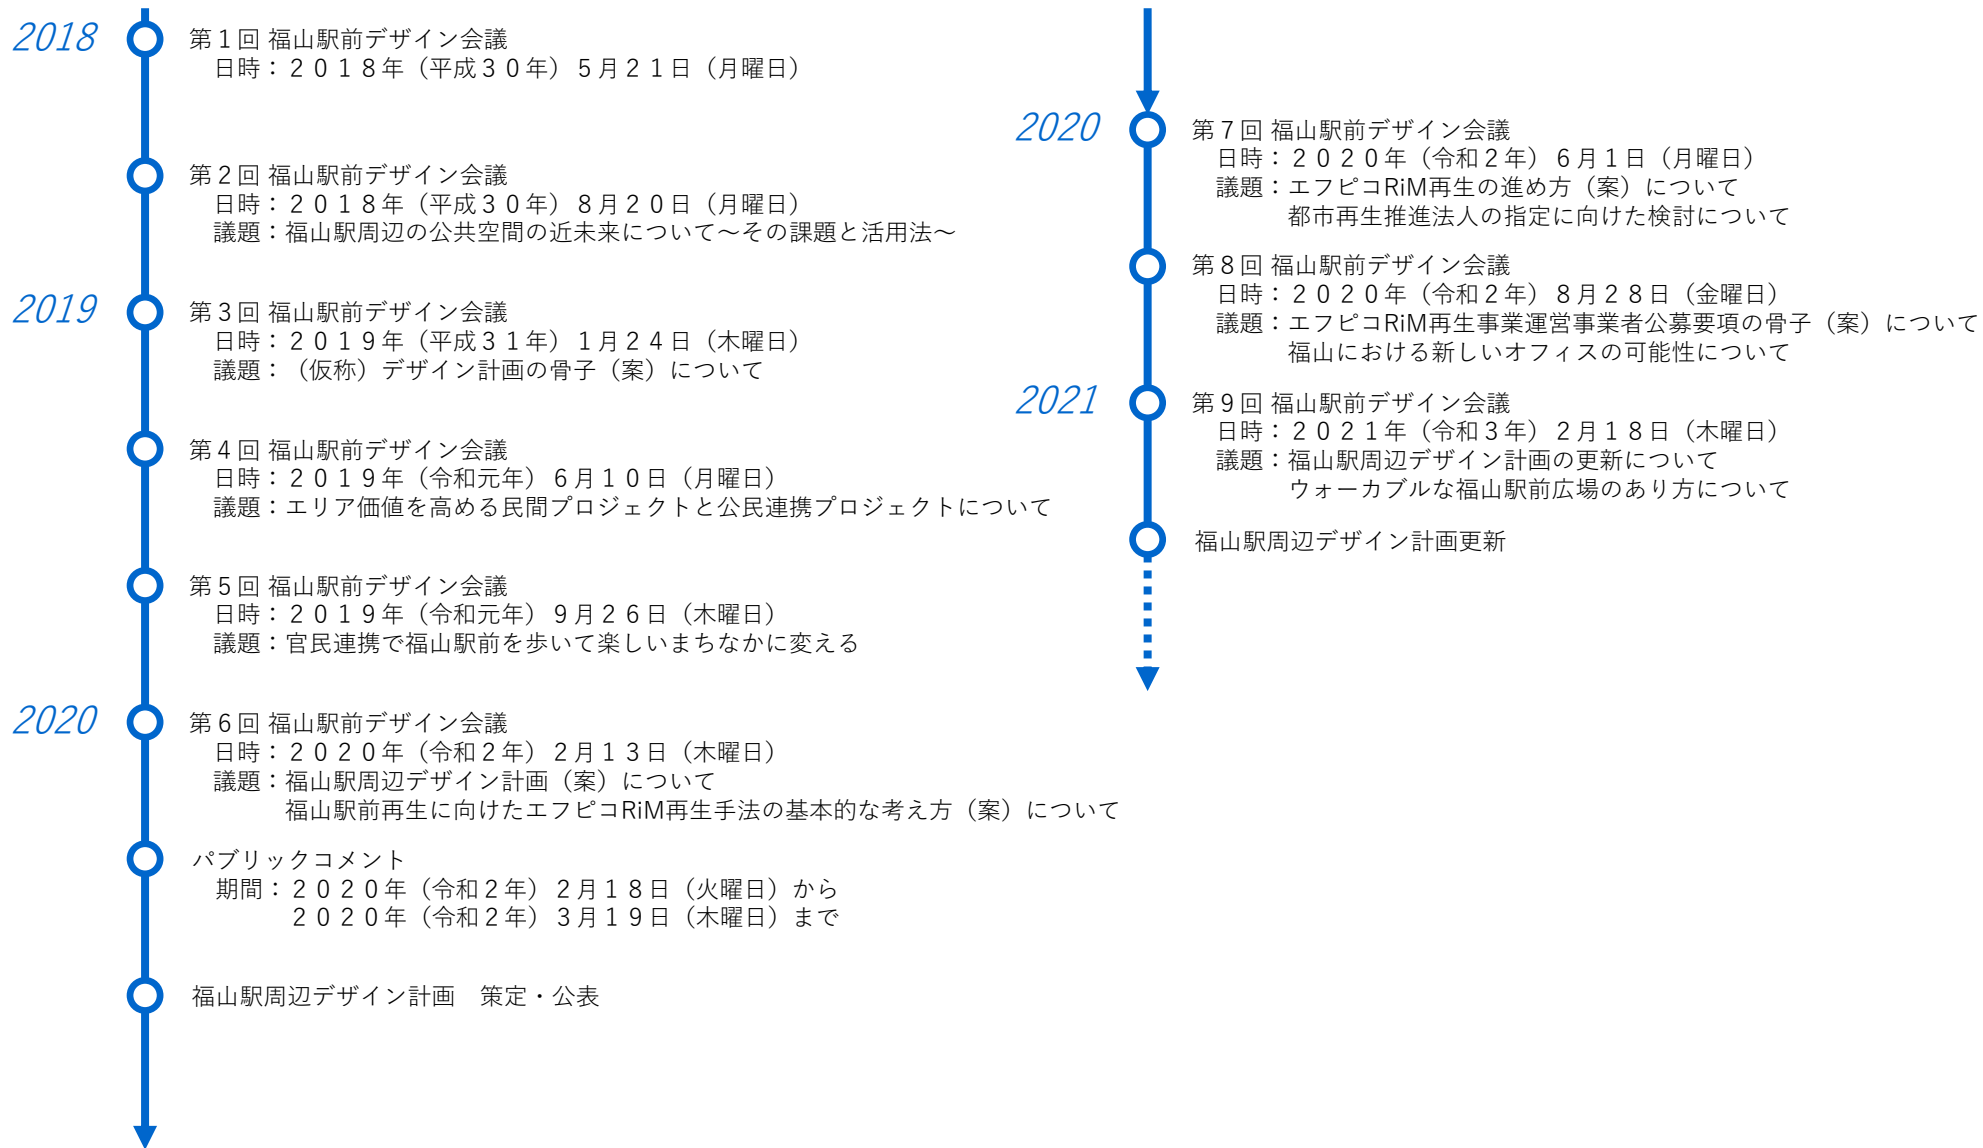 2018
第１回 福山駅前デザイン会議
日時：２０１８年（平成３０年）５月２１日（月曜日）
第２回 福山駅前デザイン会議
日時：２０１８年（平成３０年）８月２０日（月曜日）
議題：福山駅周辺の公共空間の近未来について～その課題と活用法～
2019
第３回 福山駅前デザイン会議
日時：２０１９年（平成３１年）１月２４日（木曜日）
議題：（仮称）デザイン計画の骨子（案）について
第４回 福山駅前デザイン会議
日時：２０１９年（令和元年）６月１０日（月曜日）
議題：エリア価値を高める民間プロジェクトと公民連携プロジェクトについて
第５回 福山駅前デザイン会議
日時：２０１９年（令和元年）９月２６日（木曜日）
議題：官民連携で福山駅前を歩いて楽しいまちなかに変える
2020
第６回 福山駅前デザイン会議
日時：２０２０年（令和２年）２月１３日（木曜日）
議題：福山駅周辺デザイン計画（案）について
福山駅前再生に向けたエフピコRiM再生手法の基本的な考え方（案）について
パブリックコメント
期間：２０２０年（令和２年）２月１８日（火曜日）から
２０２０年（令和２年）３月１９日（木曜日）まで
福山駅周辺デザイン計画　策定・公表
2020
第７回 福山駅前デザイン会議
日時：２０２０年（令和２年）６月１日（月曜日）
議題：エフピコRiM再生の進め方（案）について
都市再生推進法人の指定に向けた検討について
第８回 福山駅前デザイン会議
日時：２０２０年（令和２年）８月２８日（金曜日）
議題：エフピコRiM再生事業運営事業者公募要項の骨子（案）について
福山における新しいオフィスの可能性について
2021
第９回 福山駅前デザイン会議
日時：２０２１年（令和３年）２月１８日（木曜日）
議題：福山駅周辺デザイン計画の更新について
ウォーカブルな福山駅前広場のあり方について
福山駅周辺デザイン計画更新